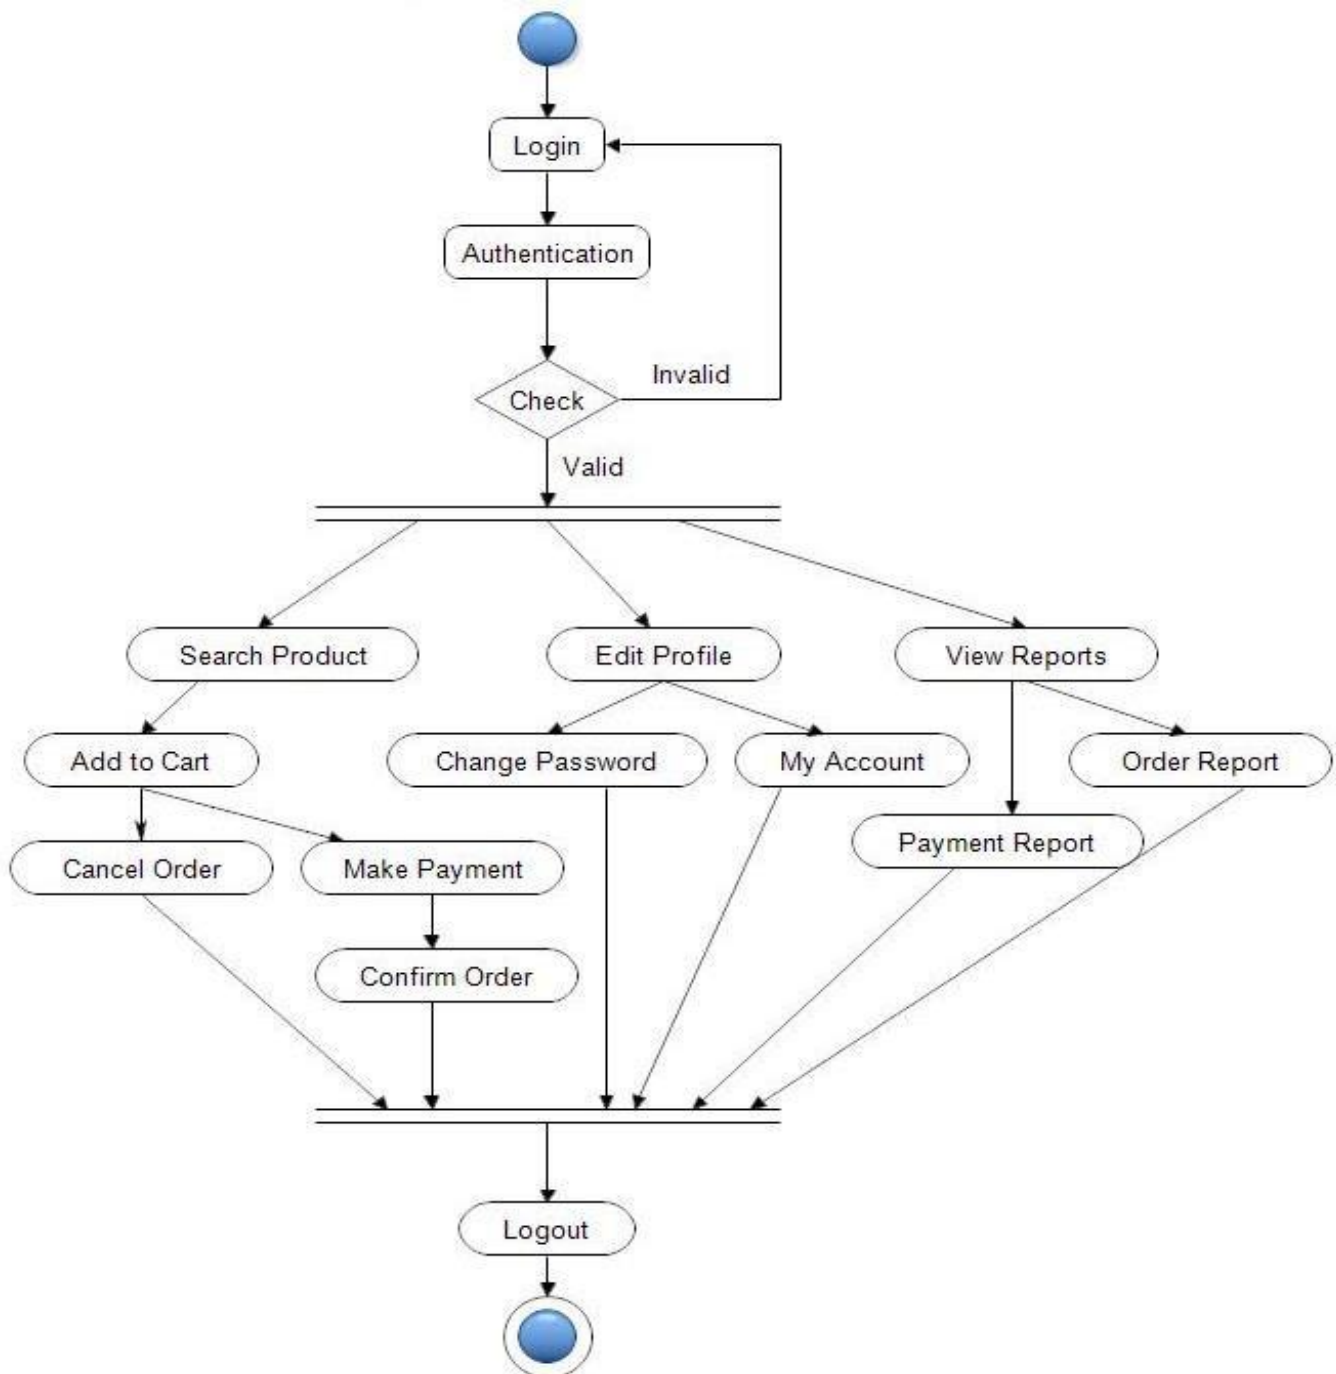 Login
Authentication
Invalid
Check
Valid
Search Product
Edit Profile
View Reports
Add to Cart
Change Password
My Account
Order Report
Payment Report
Cancel Order
Make Payment
Confirm Order
Logout